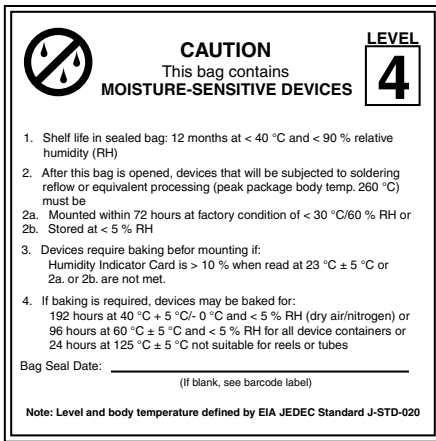 LEVEL
4
CAUTION
This bag contains
MOISTURE-SENSITIVE DEVICES
1. Shelf life in sealed bag: 12 months at < 40 °C and < 90 % relative
humidity (RH)
2. After this bag is opened, devices that will be subjected to soldering
reflow or equivalent processing (peak package body temp. 260 °C)
must be
2a. Mounted within 72 hours at factory condition of < 30 °C/60 % RH or
2b. Stored at < 5 % RH
3. Devices require baking befor mounting if:
Humidity Indicator Card is > 10 % when read at 23 °C ± 5 °C or
2a. or 2b. are not met.
4. If baking is required, devices may be baked for:
192 hours at 40 °C + 5 °C/- 0 °C and < 5 % RH (dry air/nitrogen) or
96 hours at 60 °C ± 5 °C and < 5 % RH for all device containers or
24 hours at 125 °C ± 5 °C not suitable for reels or tubes
Bag Seal Date:
(If blank, see barcode label)
Note: Level and body temperature defined by EIA JEDEC Standard J-STD-020